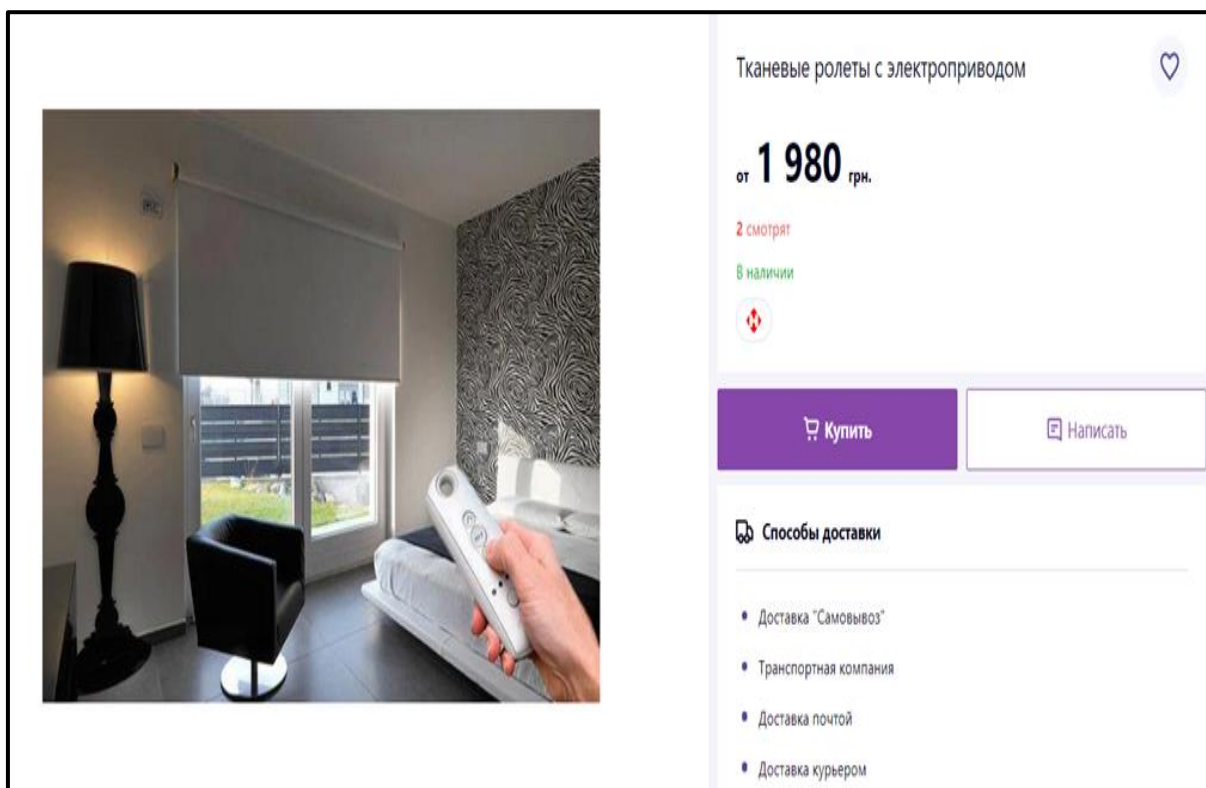 Тканевые ролеты с электроприводом
от 1 980 грн.
2 смотрят
В наличии
Купить
Написать
Способы доставки
Доставка "Самовывоз"
Транспортная компания
Доставка почтой
Доставка курьером